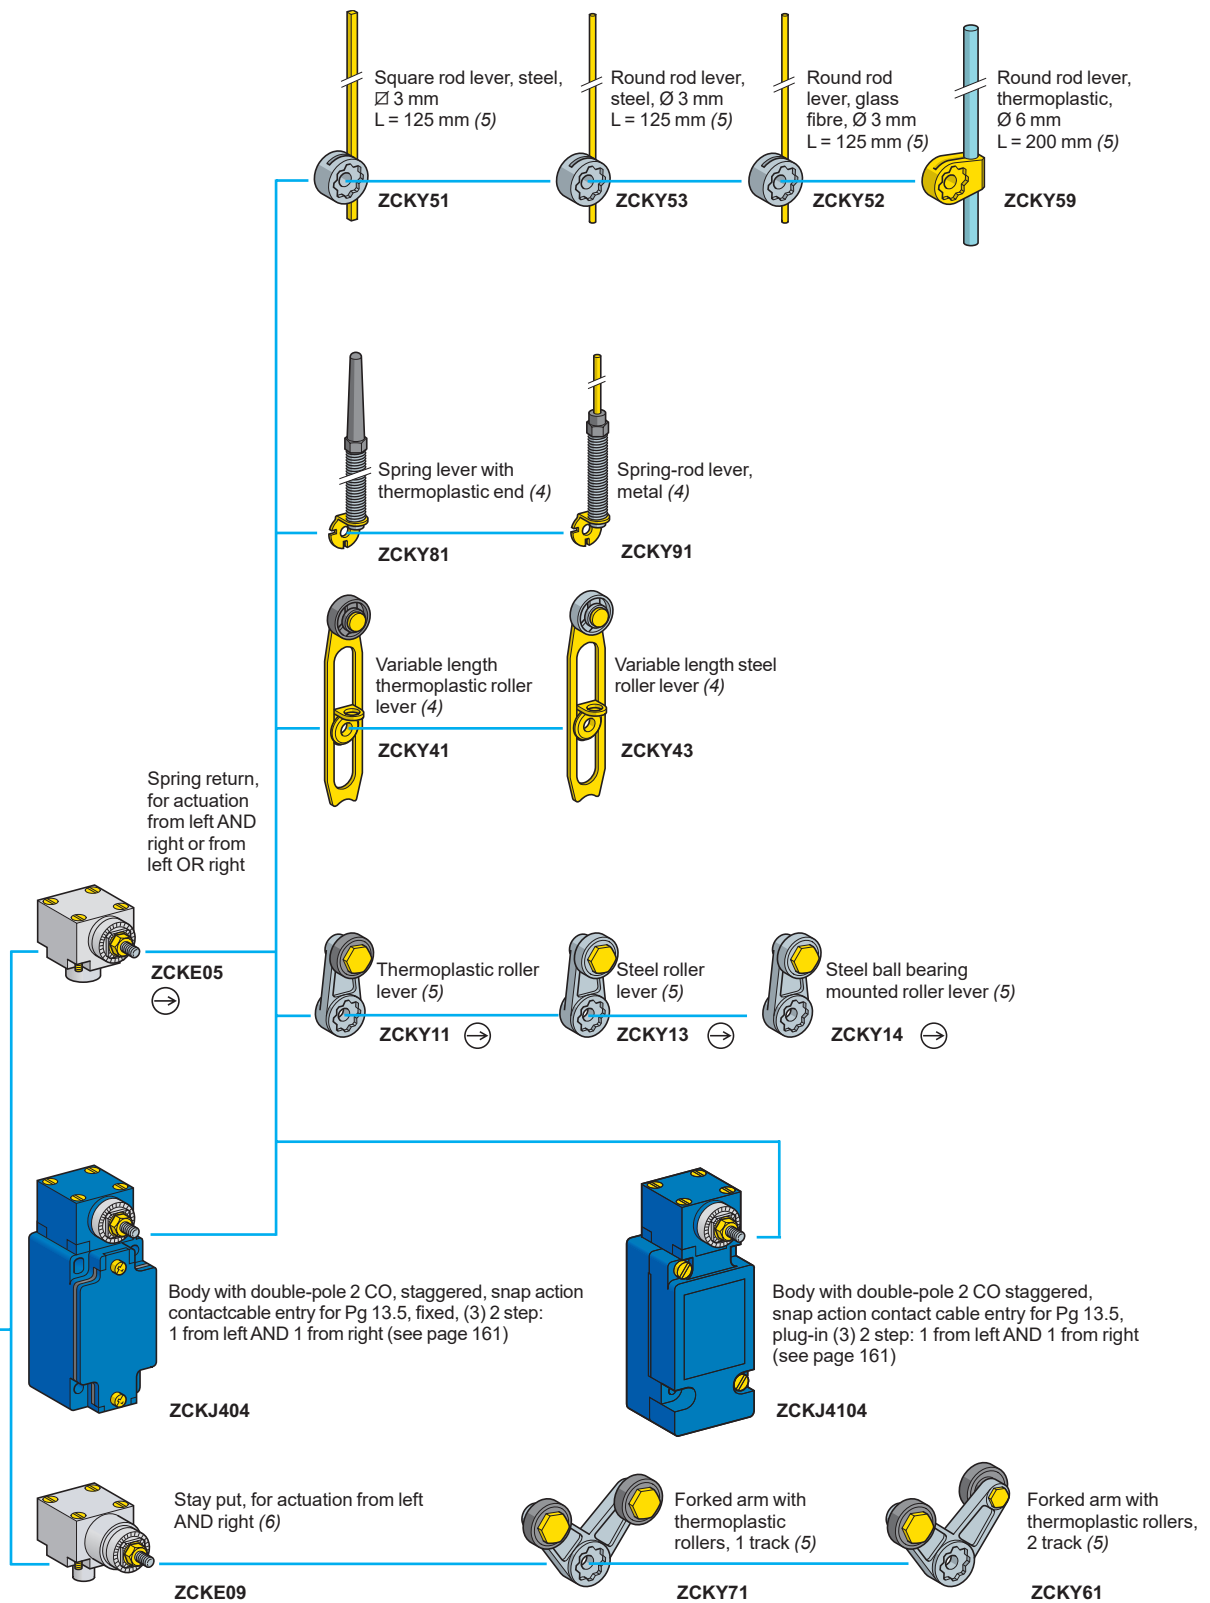 Square rod lever, steel,
⍁ 3 mm
L = 125 mm (5)
ZCKY51
Round rod lever,
steel, Ø 3 mm
L = 125 mm (5)
ZCKY53
Round rod
lever, glass
fibre, Ø 3 mm
L = 125 mm (5)
ZCKY52
Round rod lever,
thermoplastic,
Ø 6 mm
L = 200 mm (5)
ZCKY59
Spring lever with
thermoplastic end (4)
ZCKY81
Spring-rod lever,
metal (4)
ZCKY91
Variable length
thermoplastic roller
lever (4)
ZCKY41
Variable length steel
roller lever (4)
ZCKY43
Spring return,
for actuation
from left AND
right or from
left OR right
ZCKE05
Thermoplastic roller
lever (5)
ZCKY11
Steel roller
lever (5)
ZCKY13
Steel ball bearing
mounted roller lever (5)
ZCKY14
Body with double-pole 2 CO, staggered, snap action
contactcable entry for Pg 13.5, fixed, (3) 2 step:
1 from left AND 1 from right (see page 161)
ZCKJ404
Body with double-pole 2 CO staggered,
snap action contact cable entry for Pg 13.5,
plug-in (3) 2 step: 1 from left AND 1 from right
(see page 161)
ZCKJ4104
Stay put, for actuation from left
AND right (6)
ZCKE09
Forked arm with
thermoplastic
rollers, 1 track (5)
ZCKY71
Forked arm with
thermoplastic rollers,
2 track (5)
ZCKY61